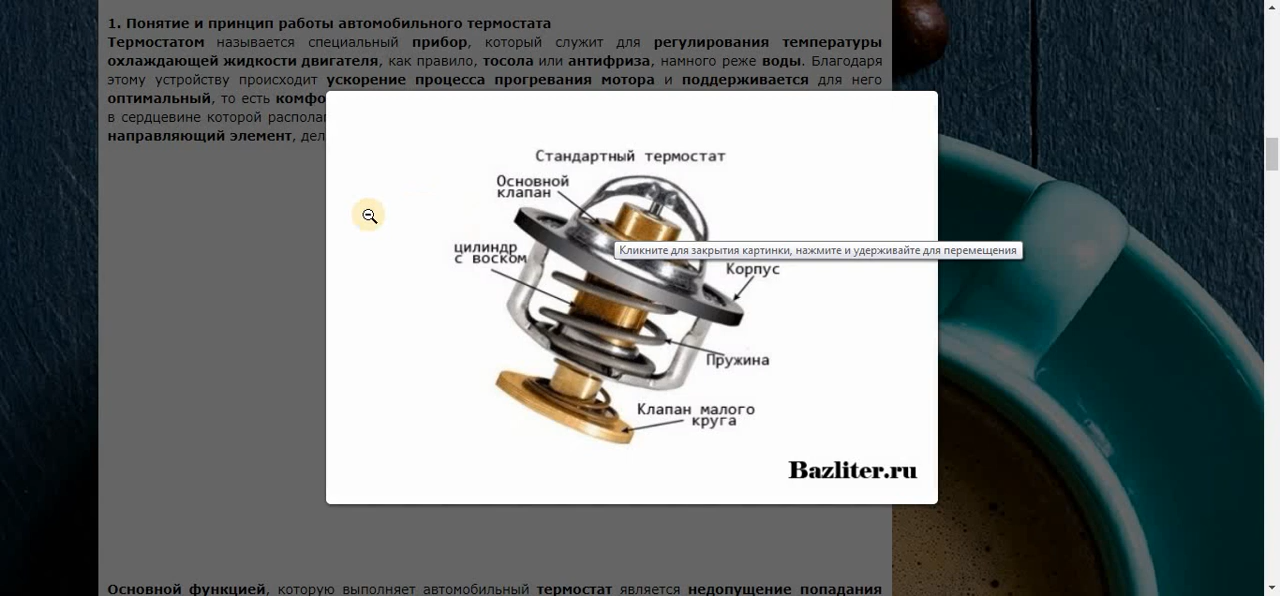 1. Понятие и принцип работы автомобильного термостата
Термостатом называется специальный прибор, который служит для регулирования температуры
охлаждающей жидкости двигателя, как правило, тосола или антифриза, намного реже воды. Благодаря
этому устройству происходит ускорение процесса прогревания мотора и поддерживается для него
оптимальный, то есть
в сердцевине которой
направляющий элемент,
Стандартный термостат
Основной
клапан
цилиндр
с воском
Кликните для закрытия картинки, нажмите и удерживайте для перемещения
Корпус
Пружина
Клапан малого
круга
Bazliter.ru
Основной функцией, которую выполняет автомобильный термостат является недопущение попадания